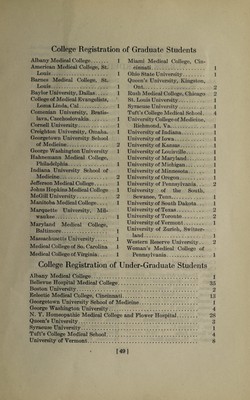 College Registration of Graduate Students
Albany Medical College 1
American Medical College, St.
Louis 1
Barnes Medical College, St.
Louis 1
Baylor University, Dallas 1
College of Medical Evangelists,
Loma Linda, Cal. 1
Comenian University, Bratis-
lava, Czechoslovakia 1
Cornell University 1
Creighton University, Omaha 1
Georgetown University School
of Medicine 2
George Washington University 1
Hahnemann Medical College,
Philadelphia 1
Indiana University School of
Medicine 2
Jefferson Medical College 1
Johns Hopkins Medical College 1
McGill University 2
Manitoba Medical College 1
Marquette University, Mil-
waukee 1
Maryland Medical College,
Baltimore 1
Massachusetts University 1
Medical College of So. Carolina 1
Medical College of Virginia 1
Miami Medical College, Cin-
cinnati 1
Ohio State University 1
Queen's University, Kingston,
Ont. 2
Rush Medical College, Chicago 2
St. Louis University 1
Syracuse University 1
Tuft's College Medical School 4
University College of Medicine,
Richmond, Va. 1
University of Indiana 1
University of Iowa 1
University of Kansas 1
University of Louisville 1
University of Maryland 1
University of Michigan 1
University of Minnesota 1
University of Oregon 1
University of Pennsylvania 2
University of the South,
Sewanee, Tenn. 1
University of South Dakota 1
University of Texas 1
University of Toronto 2
University of Vermont 1
University of Zurich, Switzer-
land 1
Western Reserve University 2
Woman's Medical College of
Pennsylvania 1
College Registration of Under-Graduate Students
Albany Medical College 1
Bellevue Hospital Medical College 35
Boston University 2
Eclectic Medical College, Cincinnati 13
Georgetown University School of Medicine 1
George Washington University 4
N. Y. Homeopathic Medical College and Flower Hospital 28
Queen's University 3
Syracuse University 1
Tuft's College Medical School 4
University of Vermont 6
[49]